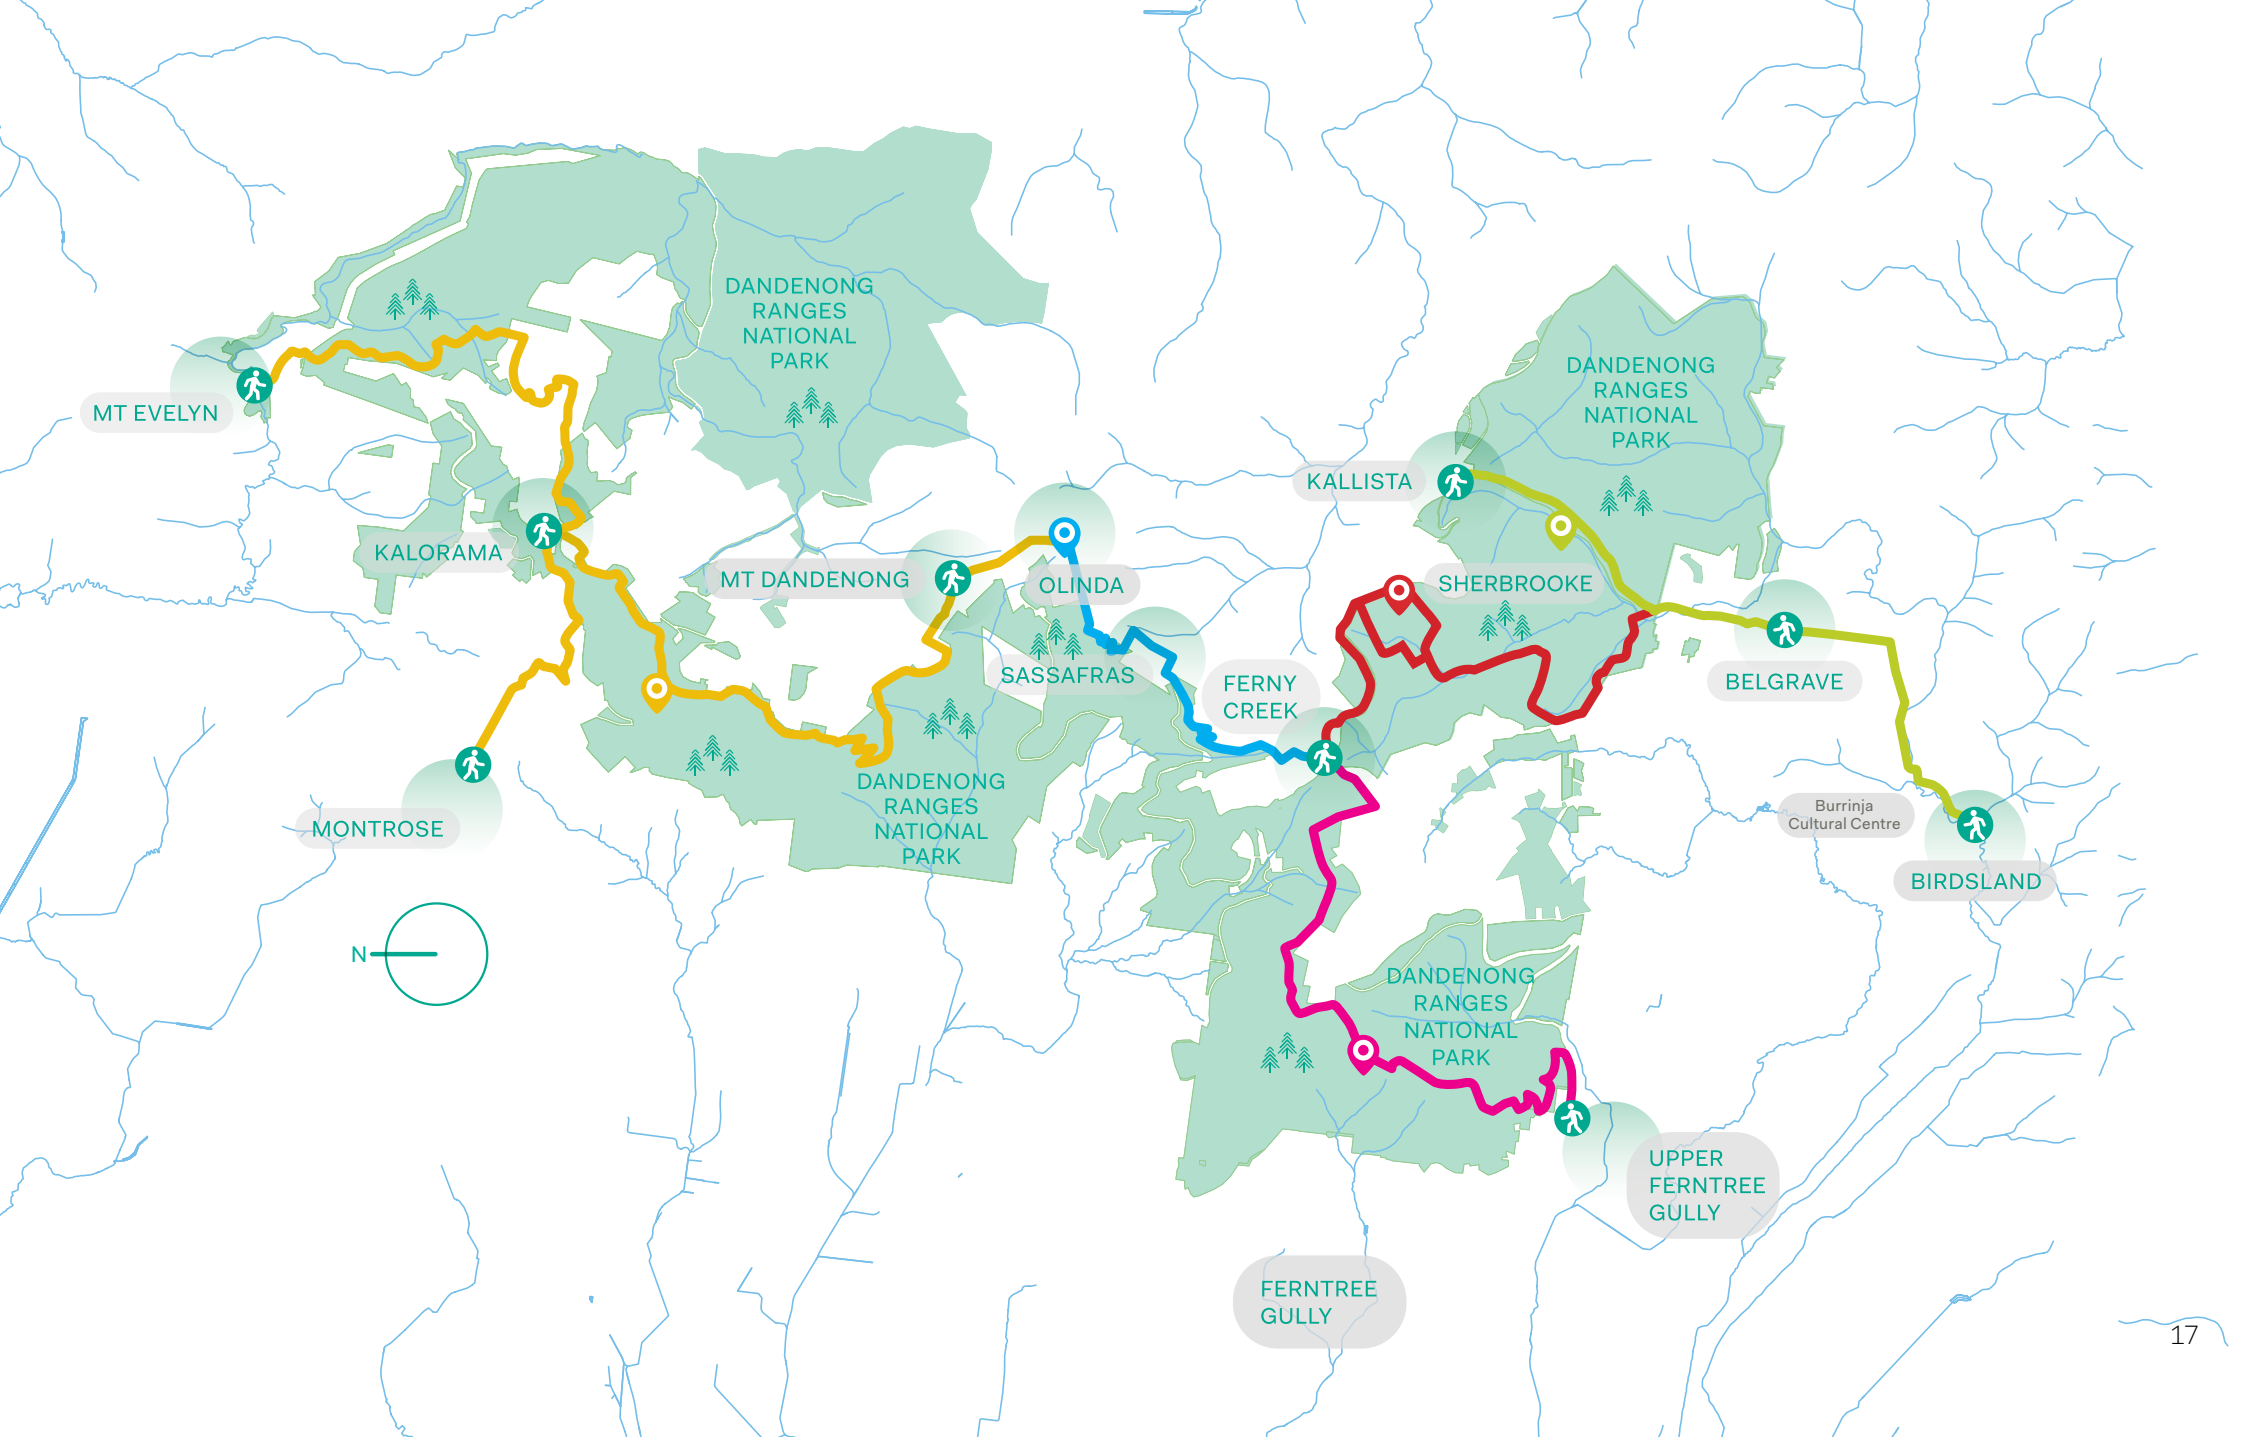 DANDENONG
RANGES
NATIONAL
PARK
DANDENONG
RANGES
NATIONAL
PARK
MT EVELYN
KALLISTA
KALORAMA
MT DANDENONG
OLINDA
SHERBROOKE
SASSAFRAS
FERNY
CREEK
BELGRAVE
MONTROSE
DANDENONG
RANGES
NATIONAL
PARK
Burrinja
Cultural Centre
BIRDSLAND
N
DANDENONG
RANGES
NATIONAL
PARK
UPPER
FERNTREE
GULLY
FERNTREE
GULLY
17